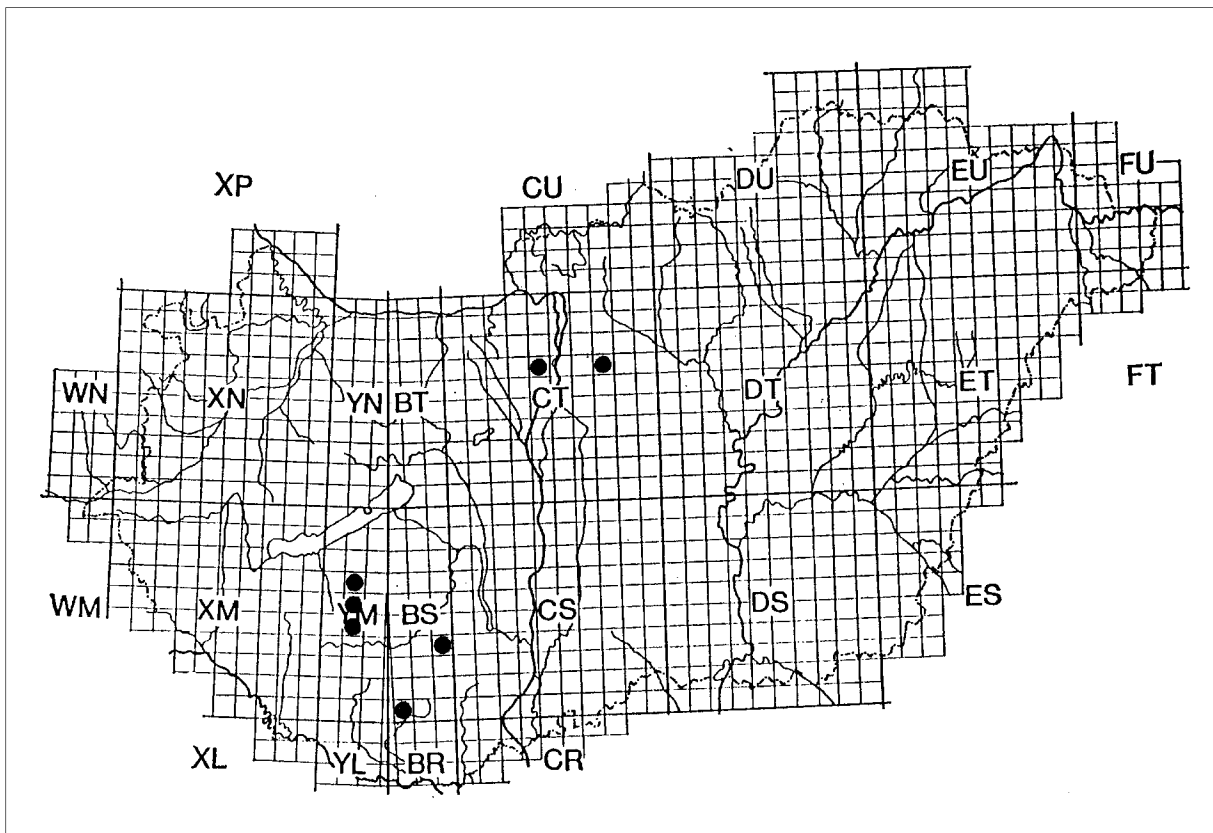 XP CU DU EU FU
WN XN YN BT CT DT ET FT
WM XM YM BS CS DS ES
XL YL BR CR